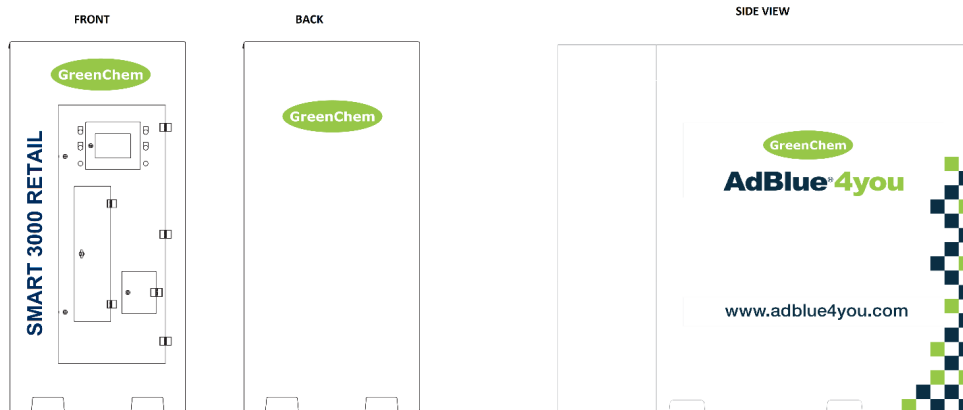 FRONT
BACK
SIDE VIEW
GreenChem
SMART 3000 RETAIL
GreenChem
GreenChem
AdBlue®4you
www.adblue4you.com